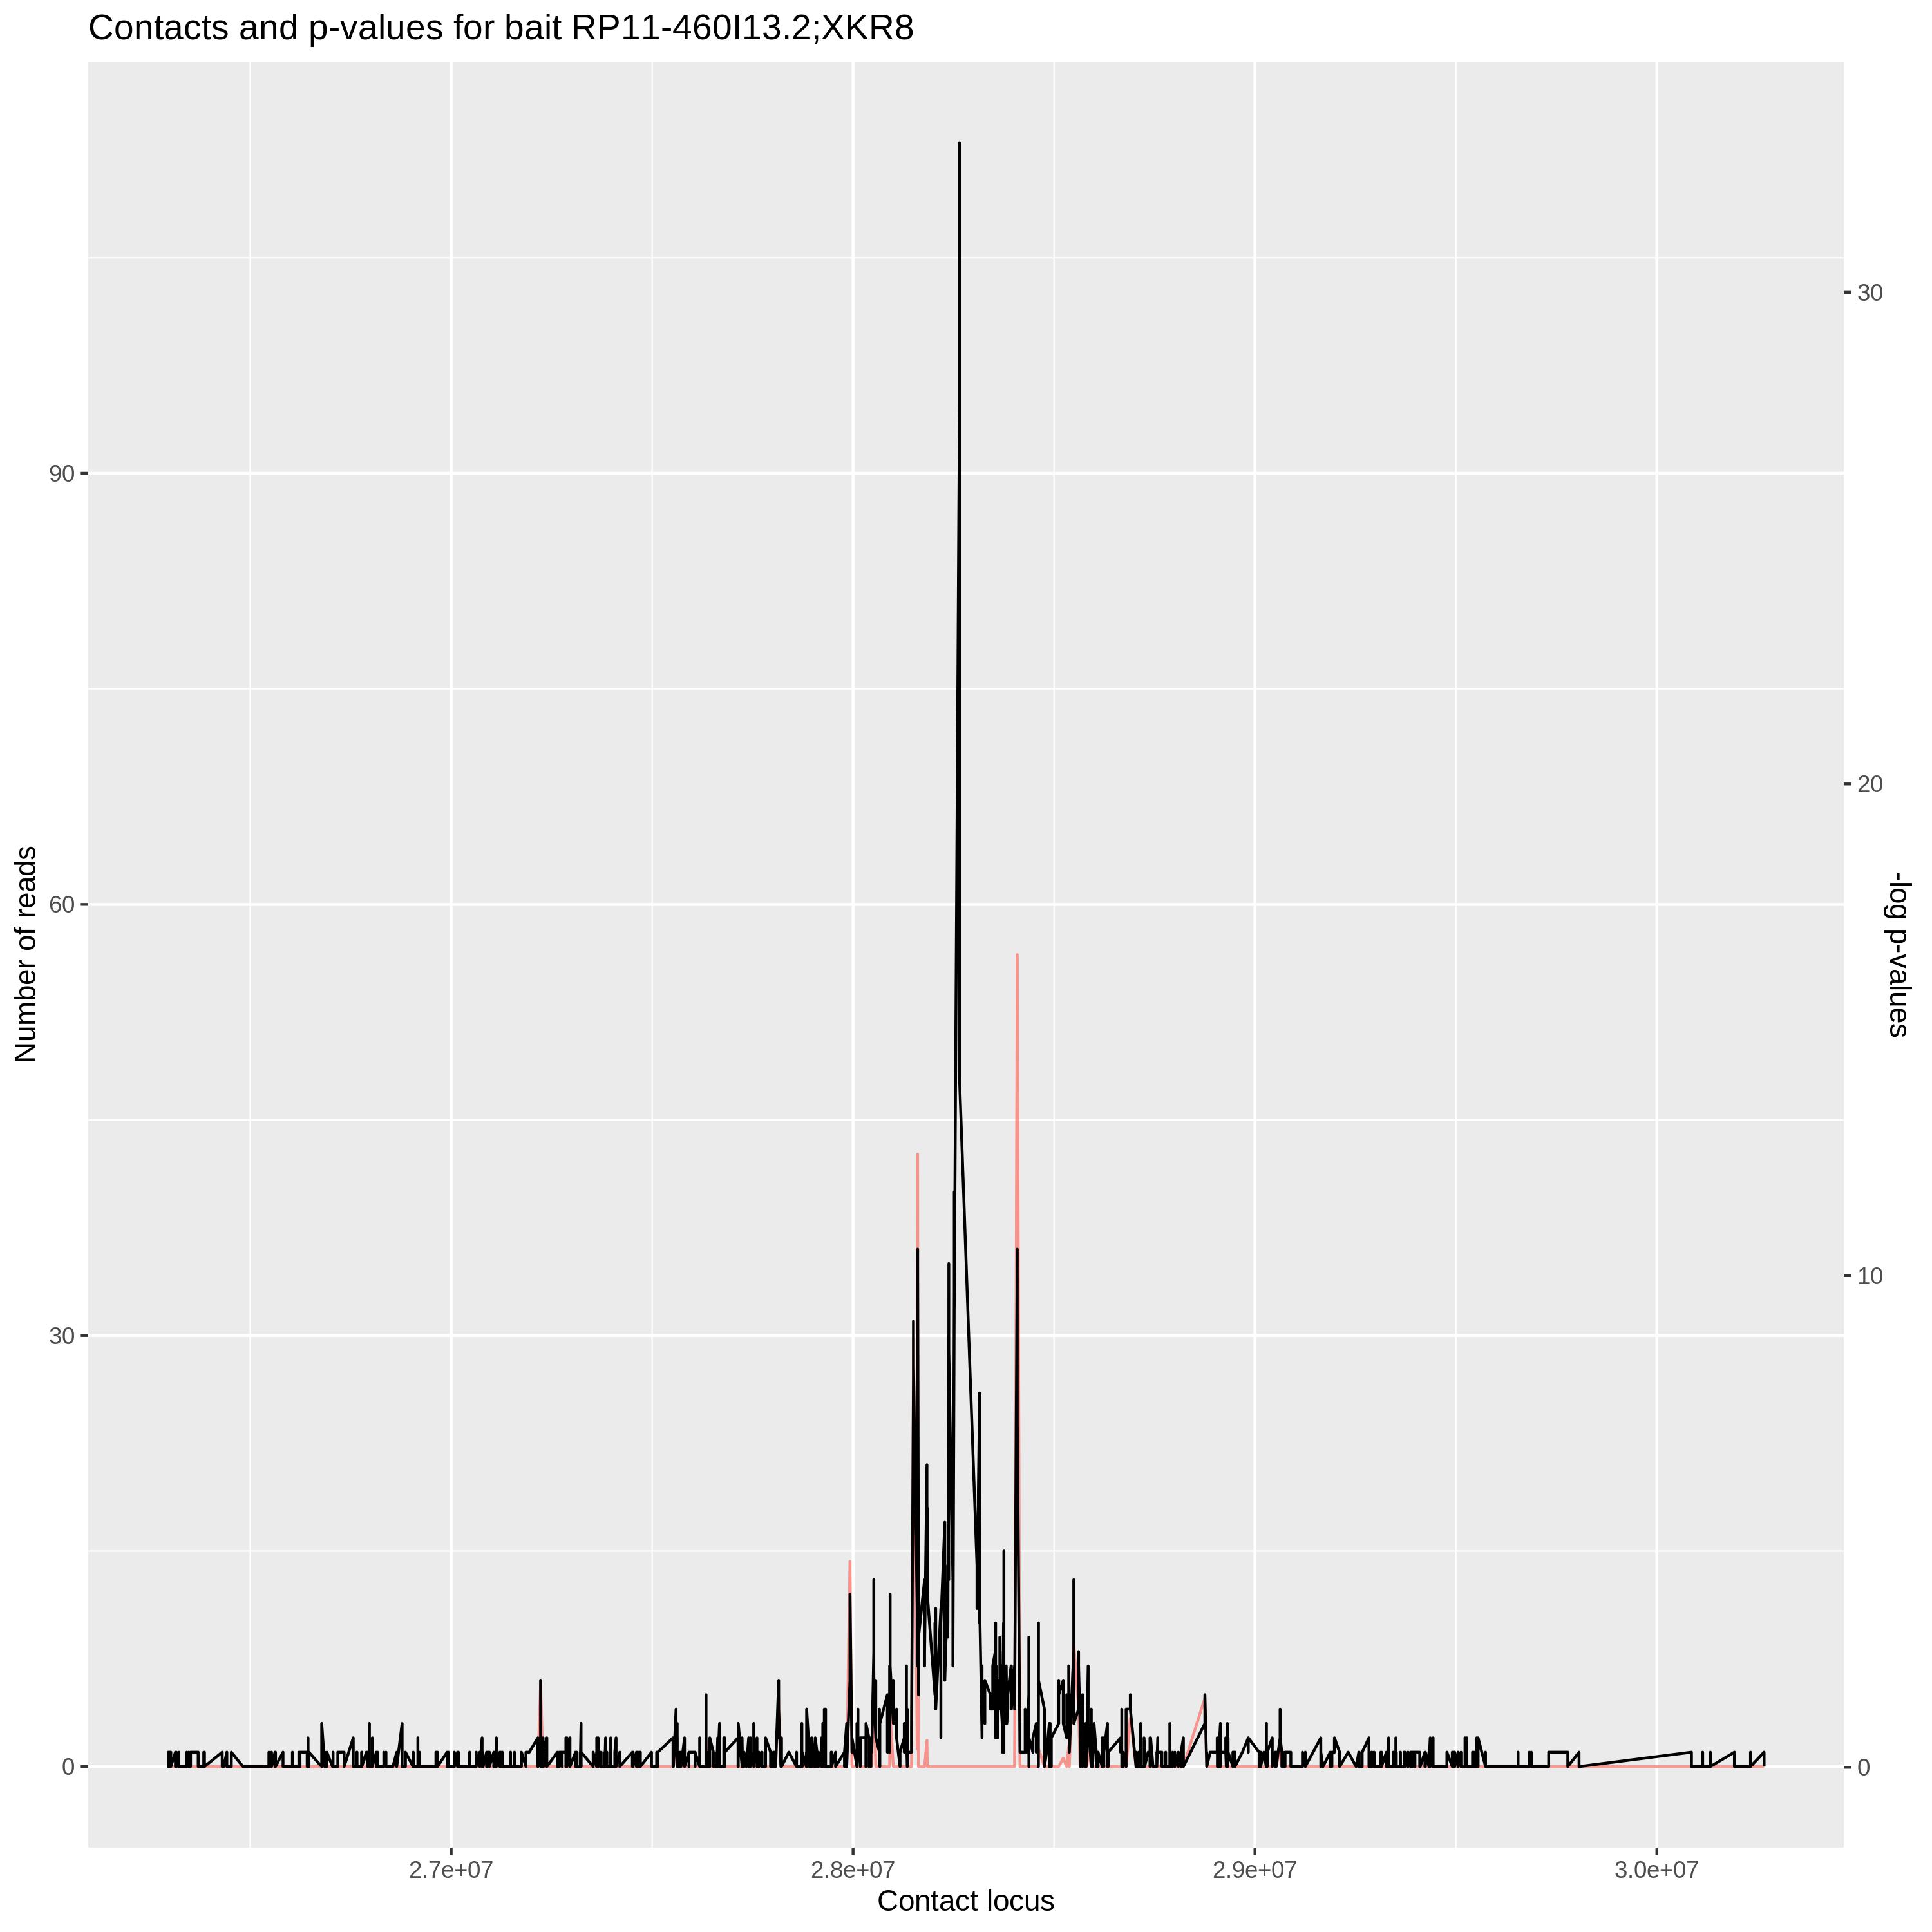 Contacts and p-values for bait RP11-460I13.2;XKR8
90
60
30
0
Number of reads
30
20
10
0
-log p-values
2.7e+07
2.8e+07
2.9e+07
3.0e+07
Contact locus